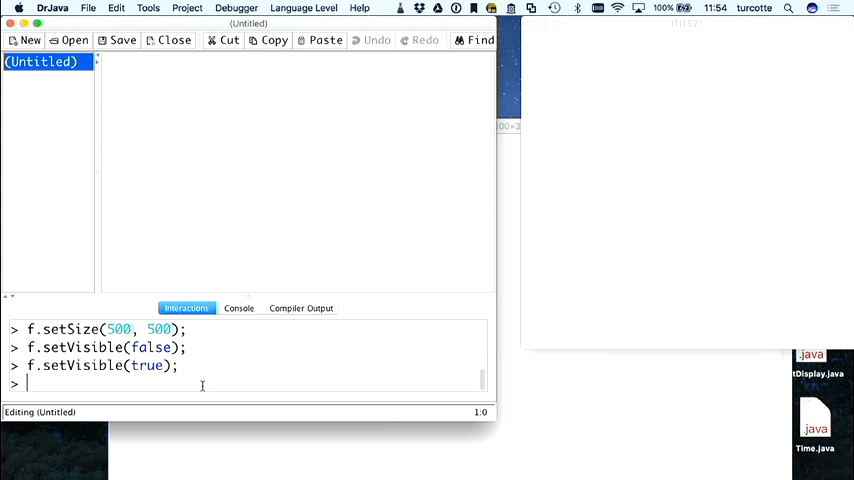 DrJava File Edit Tools Project Debugger Language Level Help 100% 11:54 turcotte
(Untitled)
ITI1521
New Open Save Close Cut Copy Paste Undo Redo Find
(Untitled)
Interactions Console Compiler Output
> f.setSize(500, 500);
> f.setVisible(false);
> f.setVisible(true);
>
Editing (Untitled) 1:0
.java
tDisplay.java
.java
Time.java